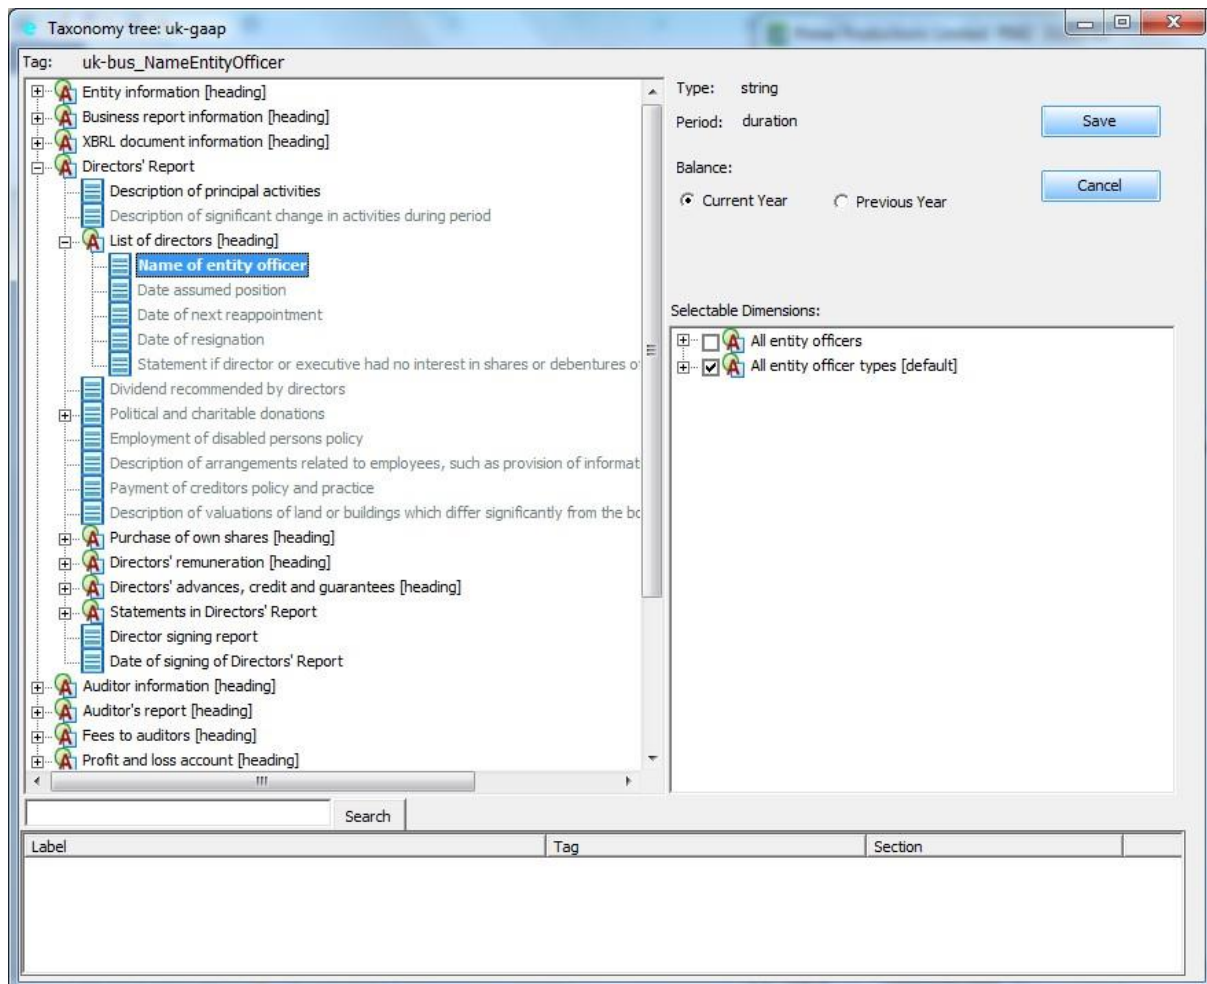 Taxonomy tree: uk-gaap
Tag: uk-bus_NameEntityOfficer
Entity information [heading]
Business report information [heading]
XBRL document information [heading]
Directors' Report
Description of principal activities
Description of significant change in activities during period
List of directors [heading]
Name of entity officer
Date assumed position
Date of next reappointment
Date of resignation
Statement if director or executive had no interest in shares or debentures o
Dividend recommended by directors
Political and charitable donations
Employment of disabled persons policy
Description of arrangements related to employees, such as provision of informat
Payment of creditors policy and practice
Description of valuations of land or buildings which differ significantly from the bo
Purchase of own shares [heading]
Directors' remuneration [heading]
Directors' advances, credit and guarantees [heading]
Statements in Directors' Report
Director signing report
Date of signing of Directors' Report
Auditor information [heading]
Auditor's report [heading]
Fees to auditors [heading]
Profit and loss account [heading]
Type: string
Period: duration
Save
Balance:
Cancel
Current Year Previous Year
Selectable Dimensions:
All entity officers
All entity officer types [default]
Search
Label Tag Section